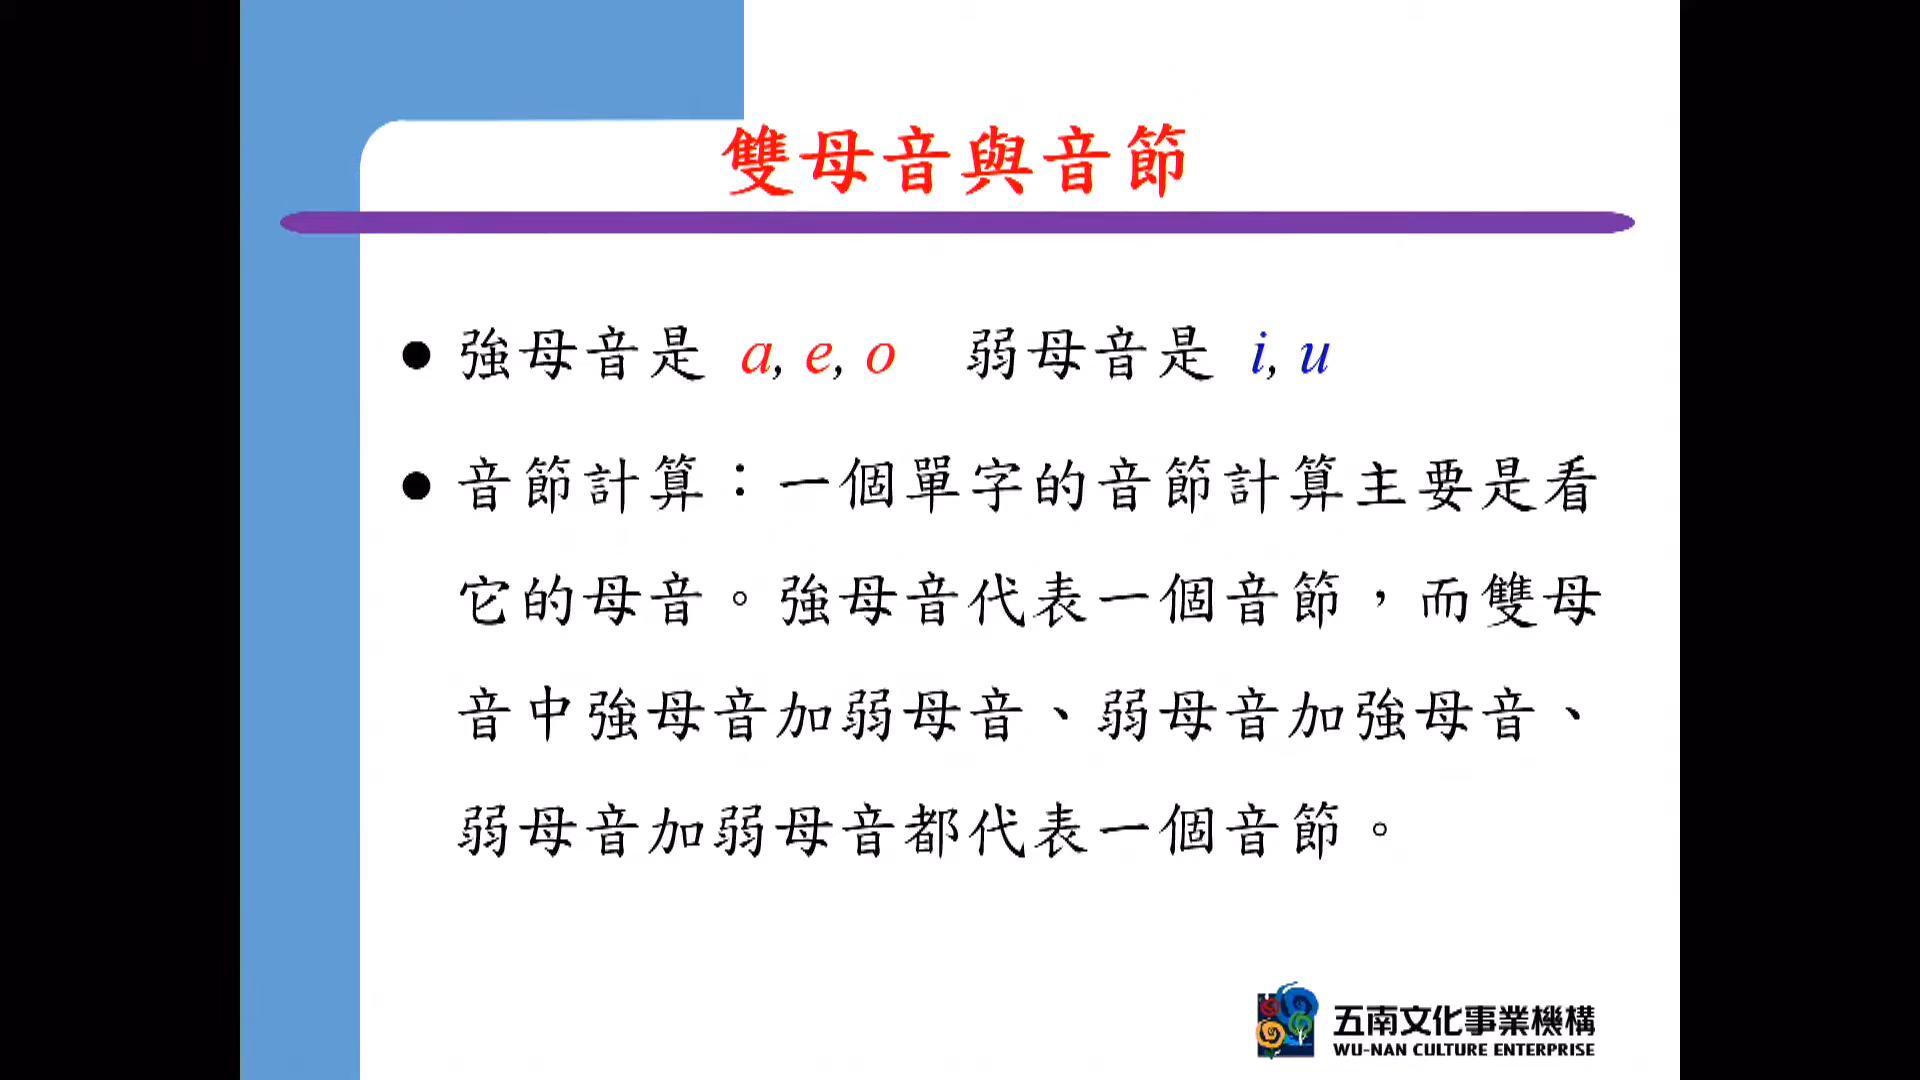 雙母音與音節
● 強母音是 a, e, o 弱母音是 i, u
● 音節計算：一個單字的音節計算主要是看
它的母音。強母音代表一個音節，而雙母
音中強母音加弱母音、弱母音加強母音、
弱母音加弱母音都代表一個音節。
五南文化事業機構
WU-NAN CULTURE ENTERPRISE